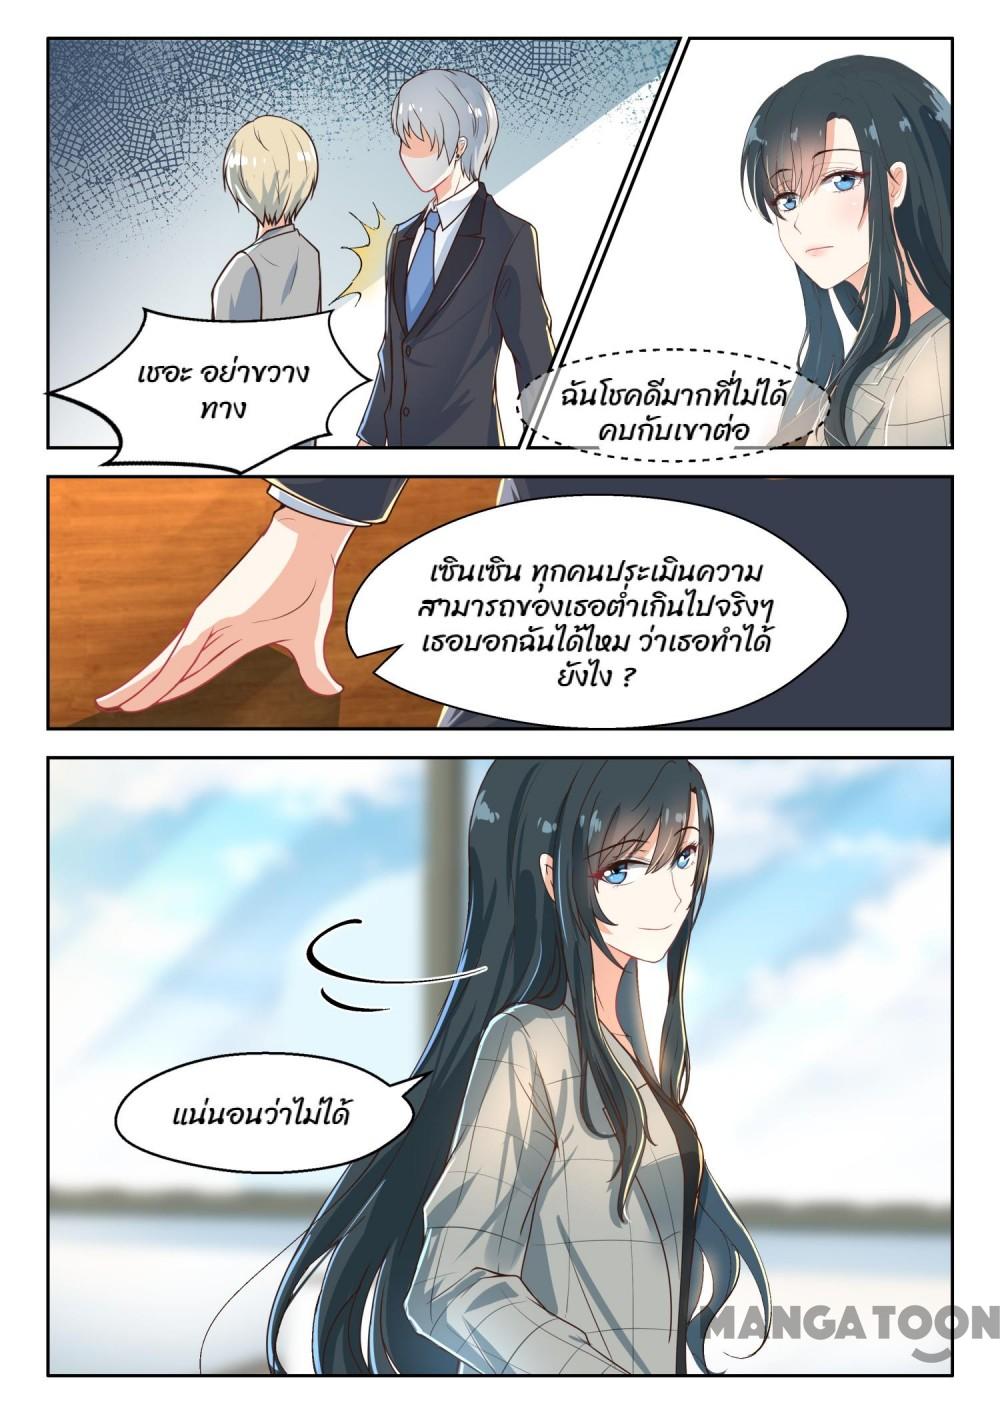 เชอะ อย่าขวาง
ทาง
ฉันโชคดีมากที่ไม่ได้
คบกับเขาต่อ
เซินเซิน ทุกคนประเมินความ
สามารถของเธอต่ำเกินไปจริงๆ
เธอบอกฉันได้ไหม ว่าเธอทำได้
ยังไง ?
แน่นอนว่าไม่ได้
MANGATOON